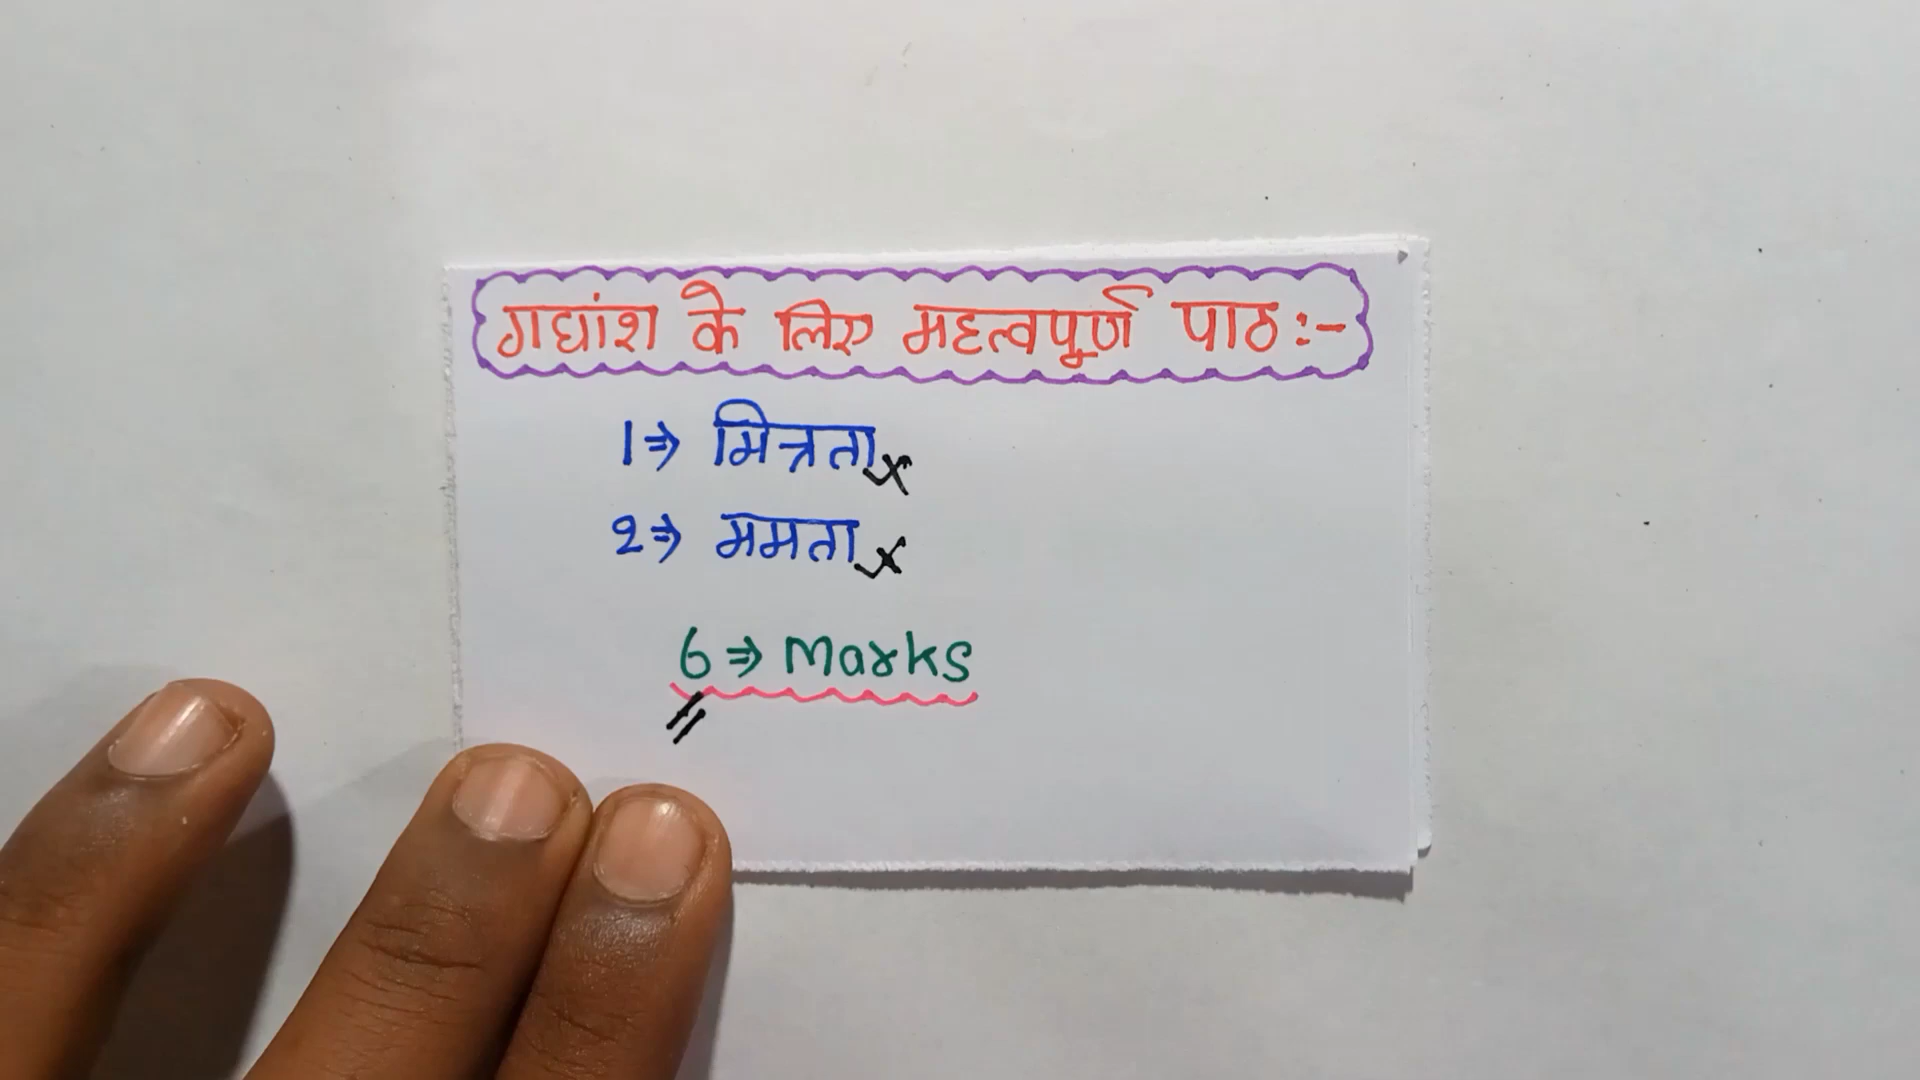 गद्यांश के लिए महत्वपूर्ण पाठ :-
1⇒ मित्रता
2⇒ ममता
6⇒ Marks